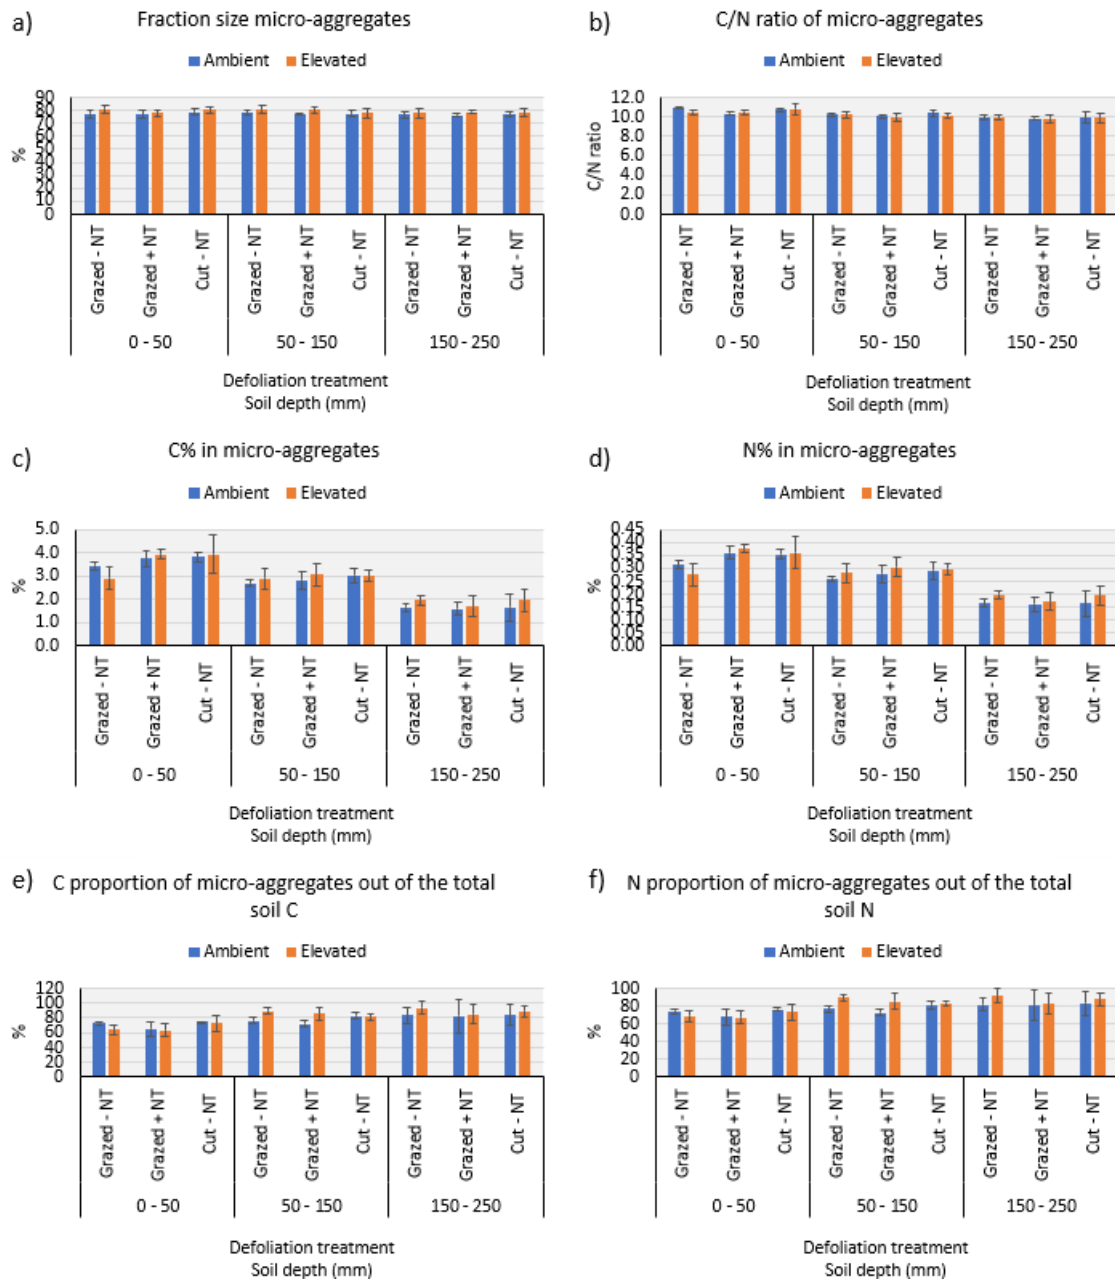 a)
Fraction size micro-aggregates
Ambient Elevated
90
80
70
60
50
40
30
20
10
0
%
Grazed - NT
Grazed + NT
Cut - NT
Grazed - NT
Grazed + NT
Cut - NT
Grazed - NT
Grazed + NT
Cut - NT
0 - 50 50 - 150 150 - 250
Defoliation treatment
Soil depth (mm)
b)
C/N ratio of micro-aggregates
Ambient Elevated
12.0
10.0
8.0
6.0
4.0
2.0
0.0
C/N ratio
Grazed - NT
Grazed + NT
Cut - NT
Grazed - NT
Grazed + NT
Cut - NT
Grazed - NT
Grazed + NT
Cut - NT
0 - 50 50 - 150 150 - 250
Defoliation treatment
Soil depth (mm)
c)
C% in micro-aggregates
Ambient Elevated
5.0
4.0
3.0
2.0
1.0
0.0
%
Grazed - NT
Grazed + NT
Cut - NT
Grazed - NT
Grazed + NT
Cut - NT
Grazed - NT
Grazed + NT
Cut - NT
0 - 50 50 - 150 150 - 250
Defoliation treatment
Soil depth (mm)
d)
N% in micro-aggregates
Ambient Elevated
0.45
0.40
0.35
0.30
0.25
0.20
0.15
0.10
0.05
0.00
%
Grazed - NT
Grazed + NT
Cut - NT
Grazed - NT
Grazed + NT
Cut - NT
Grazed - NT
Grazed + NT
Cut - NT
0 - 50 50 - 150 150 - 250
Defoliation treatment
Soil depth (mm)
e)
C proportion of micro-aggregates out of the total
soil C
Ambient Elevated
120
100
80
60
40
20
0
%
Grazed - NT
Grazed + NT
Cut - NT
Grazed - NT
Grazed + NT
Cut - NT
Grazed - NT
Grazed + NT
Cut - NT
0 - 50 50 - 150 150 - 250
Defoliation treatment
Soil depth (mm)
f)
N proportion of micro-aggregates out of the total
soil N
Ambient Elevated
100
80
60
40
20
0
%
Grazed - NT
Grazed + NT
Cut - NT
Grazed - NT
Grazed + NT
Cut - NT
Grazed - NT
Grazed + NT
Cut - NT
0 - 50 50 - 150 150 - 250
Defoliation treatment
Soil depth (mm)